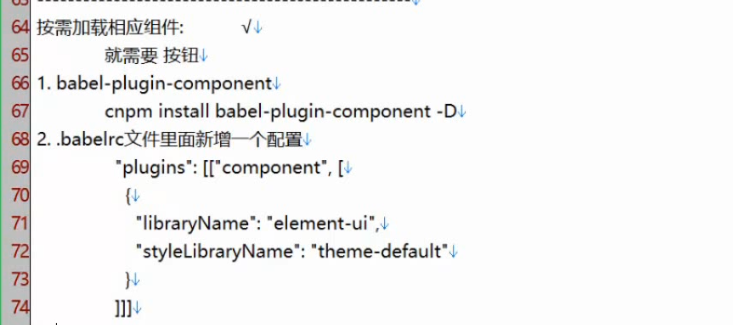 63 --------------------------------------------------
64 按需加载相应组件: √↓
65 就需要 按钮↓
66 1. babel-plugin-component↓
67 cnpm install babel-plugin-component -D↓
68 2. .babelrc文件里面新增一个配置↓
69 "plugins": [["component", [↓
70 {↓
71 "libraryName": "element-ui",↓
72 "styleLibraryName": "theme-default"↓
73 }↓
74 ]]]↓